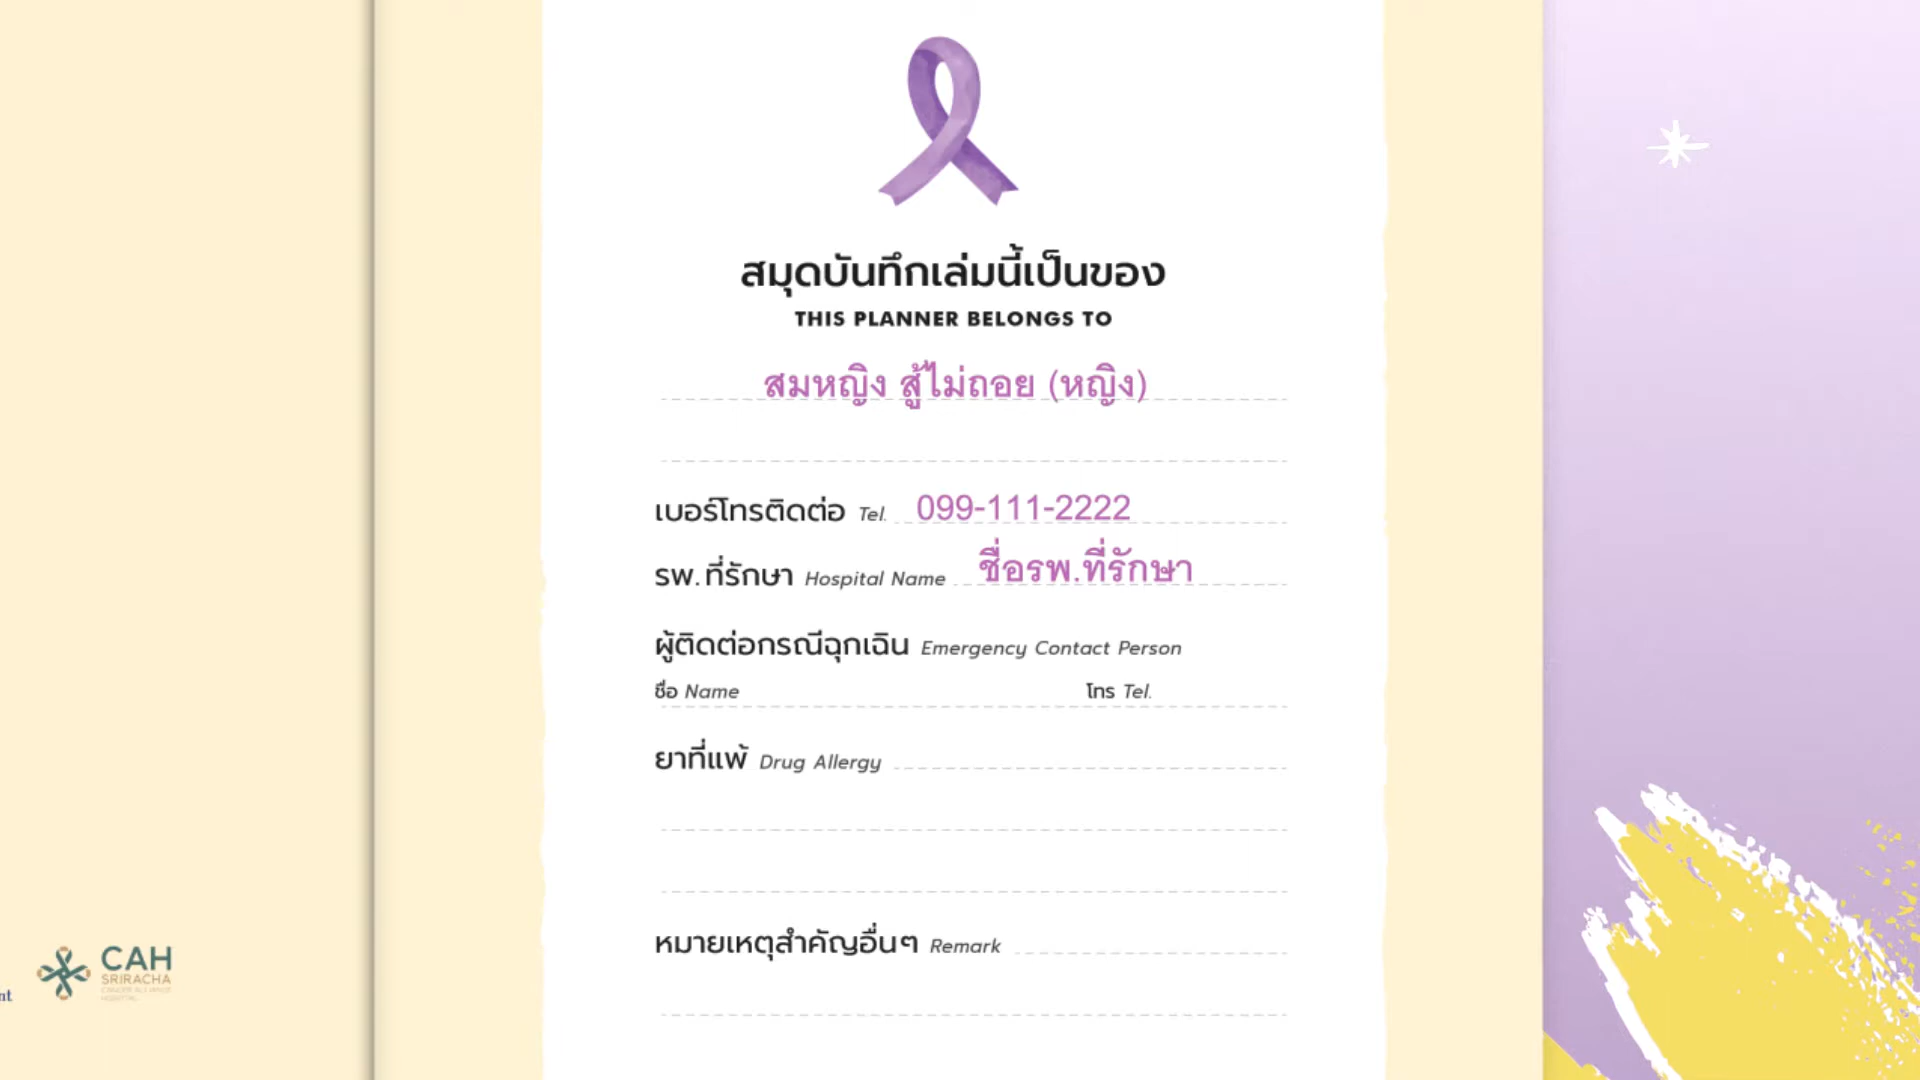 สมุดบันทึกเล่มนี้เป็นของ
THIS PLANNER BELONGS TO
สมหญิง สู้ไม่ถอย (หญิง)
เบอร์โทรติดต่อ Tel. 099-111-2222
รพ.ที่รักษา Hospital Name ชื่อรพ.ที่รักษา
ผู้ติดต่อกรณีฉุกเฉิน Emergency Contact Person
ชื่อ Name โทร Tel.
ยาที่แพ้ Drug Allergy
หมายเหตุสำคัญอื่นๆ Remark
CAH
SRIRACHA
CANCER ALLIANCE
HOSPITAL
nt